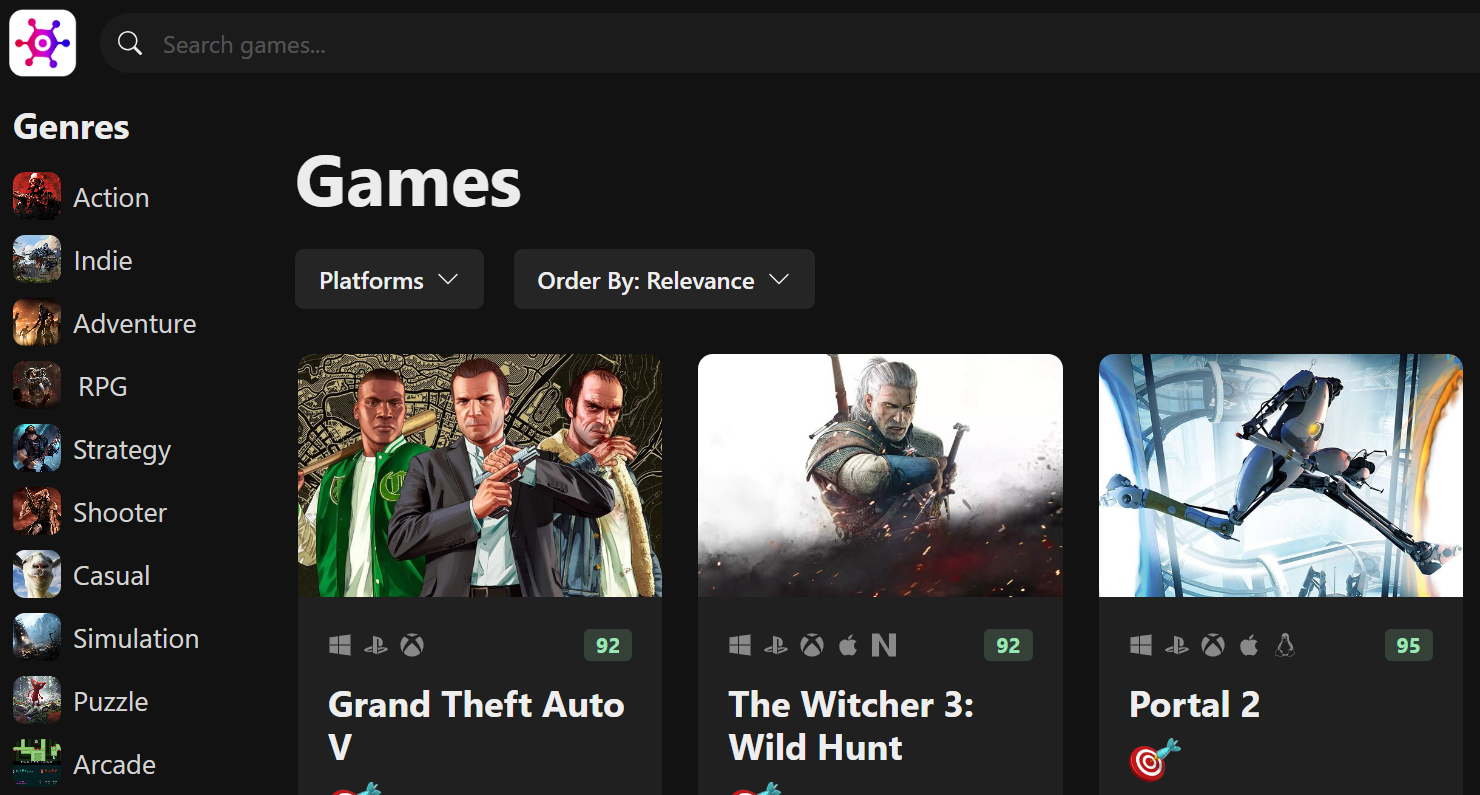 Search games...
Genres
Action
Indie
Adventure
RPG
Strategy
Shooter
Casual
Simulation
Puzzle
Arcade
Games
Platforms
Order By: Relevance
92
Grand Theft Auto
V
92
The Witcher 3:
Wild Hunt
95
Portal 2